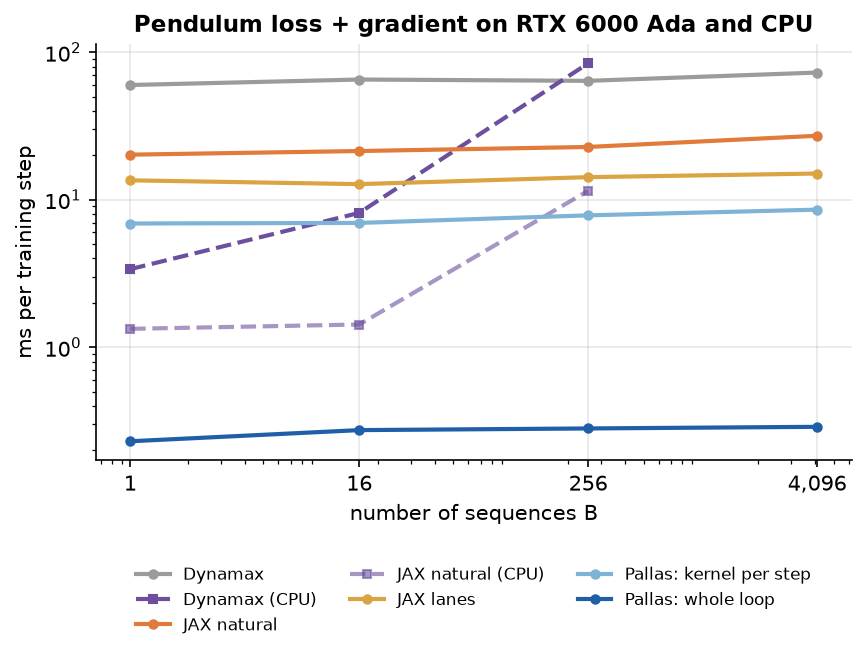 Pendulum loss + gradient on RTX 6000 Ada and CPU
10²
10¹
10⁰
ms per training step
1 16 256 4,096
number of sequences B
Dynamax
Dynamax (CPU)
JAX natural
JAX natural (CPU)
JAX lanes
Pallas: kernel per step
Pallas: whole loop